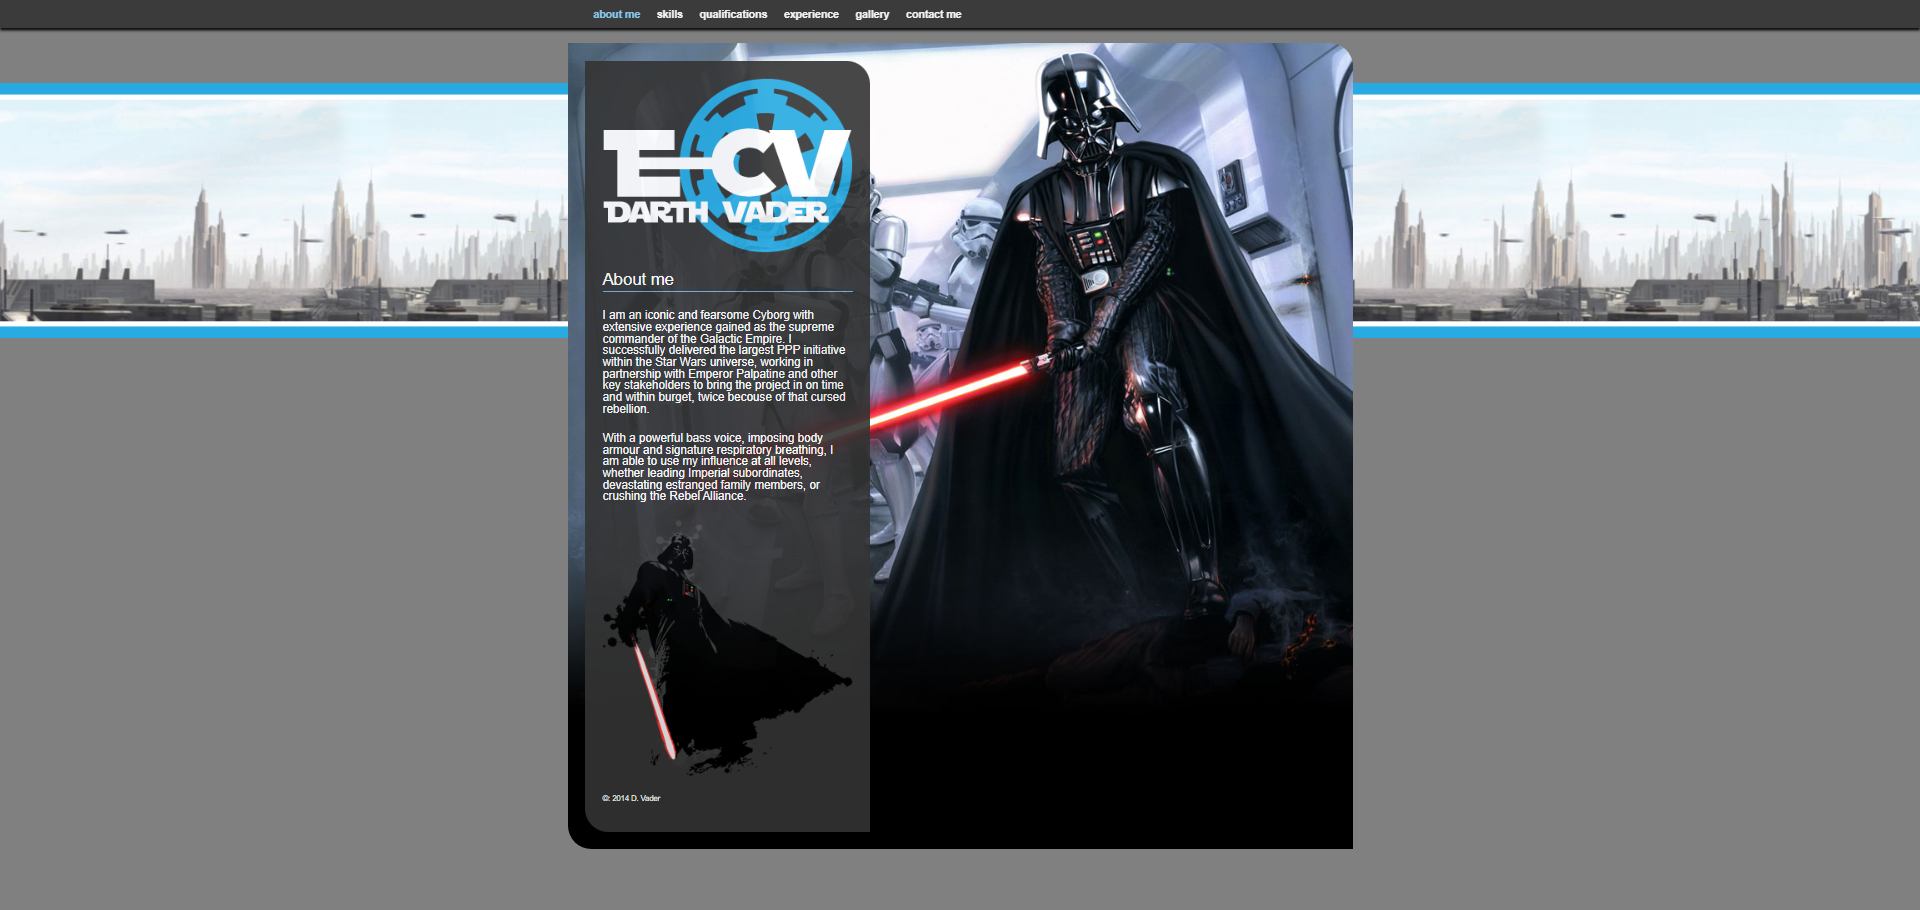 about me skills qualifications experience gallery contact me
E-CV
DARTH VADER
About me
I am an iconic and fearsome Cyborg with
extensive experience gained as the supreme
commander of the Galactic Empire. I
successfully delivered the largest PPP initiative
within the Star Wars universe, working in
partnership with Emperor Palpatine and other
key stakeholders to bring the project in on time
and within burget, twice becouse of that cursed
rebellion.
With a powerful bass voice, imposing body
armour and signature respiratory breathing, I
am able to use my influence at all levels,
whether leading Imperial subordinates,
devastating estranged family members, or
crushing the Rebel Alliance.
©: 2014 D. Vader